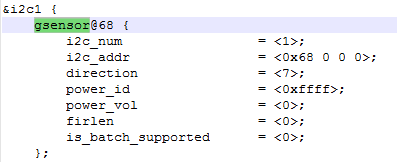 &i2c1 {
gsensor@68 {
i2c_num = <1>;
i2c_addr = <0x68 0 0 0>;
direction = <7>;
power_id = <0xffff>;
power_vol = <0>;
firlen = <0>;
is_batch_supported = <0>;
};